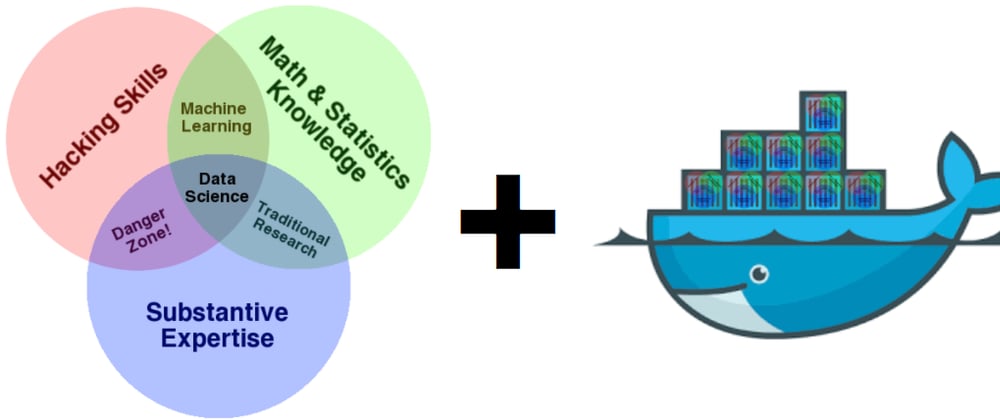 Hacking Skills
Math & Statistics
Knowledge
Machine
Learning
Data
Science
Danger
Zone!
Traditional
Research
Substantive
Expertise
+